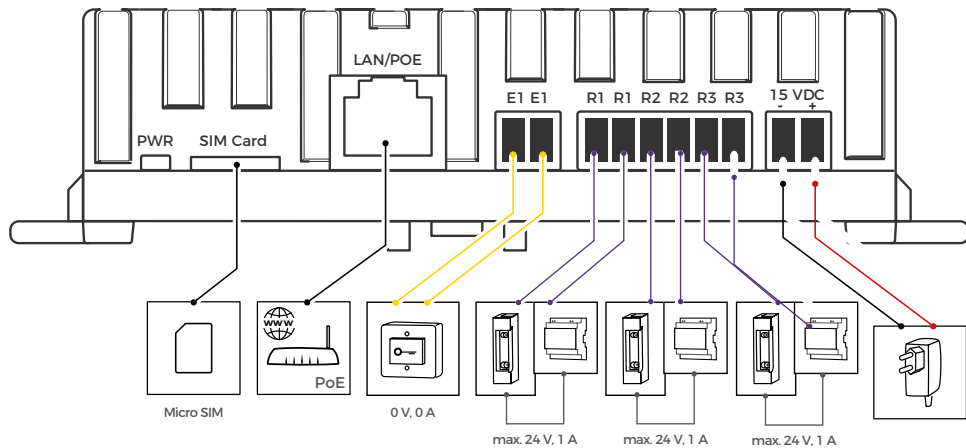 LAN/POE
E1 E1
R1 R1 R2 R2 R3 R3
15 VDC
- +
PWR
SIM Card
www
PoE
Micro SIM
0 V, 0 A
max. 24 V, 1 A
max. 24 V, 1 A
max. 24 V, 1 A